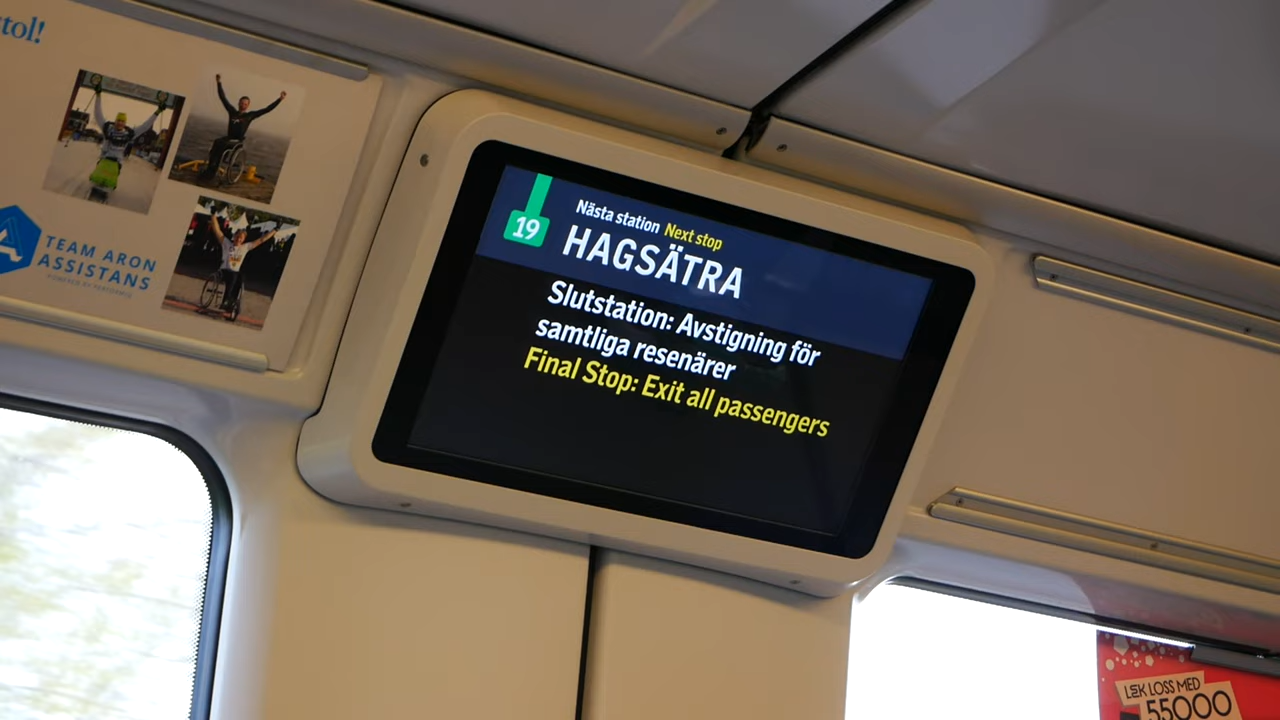 tol!
TEAM ARON
ASSISTANS
19
Nästa station Next stop
HAGSÄTRA
Slutstation: Avstigning för
samtliga resenärer
Final Stop: Exit all passengers
LEK LOSS MED
55000